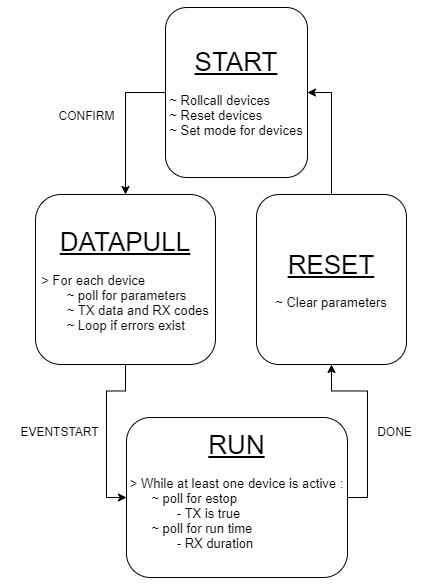 START
~ Rollcall devices
~ Reset devices
~ Set mode for devices
CONFIRM
DATAPULL
> For each device
~ poll for parameters
~ TX data and RX codes
~ Loop if errors exist
RESET
~ Clear parameters
EVENTSTART
RUN
> While at least one device is active :
~ poll for estop
- TX is true
~ poll for run time
- RX duration
DONE